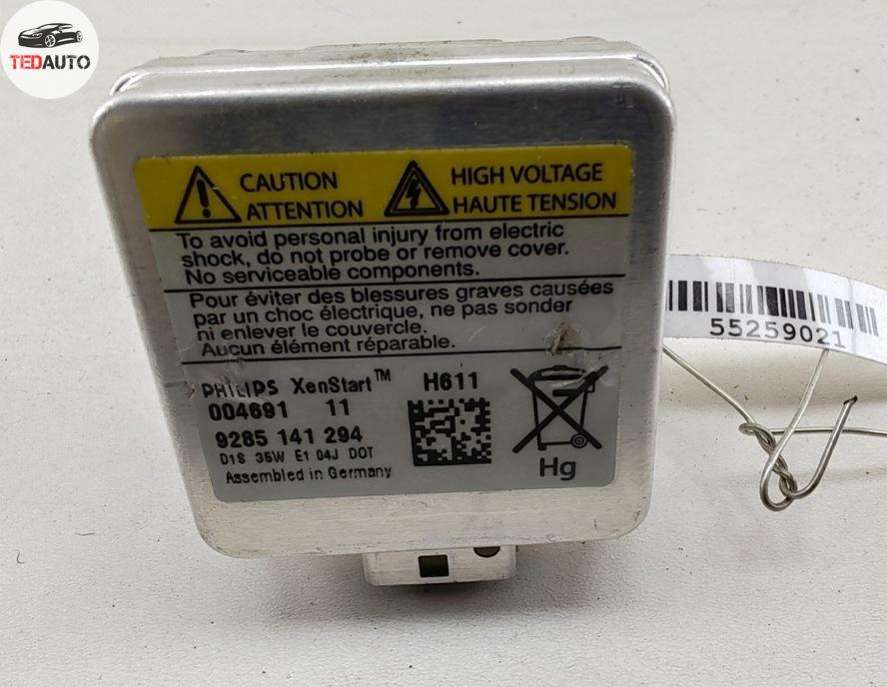 TEDAUTO
CAUTION
ATTENTION
HIGH VOLTAGE
HAUTE TENSION
To avoid personal injury from electric
shock, do not probe or remove cover.
No serviceable components.
Pour éviter des blessures graves causées
par un choc électrique, ne pas sonder
ni enlever le couvercle.
Aucun élément réparable.
PHILIPS XenStart™ H611
004691 11
9285 141 294
D1S 35W E1 04J DOT
Assembled in Germany
Hg
55259021